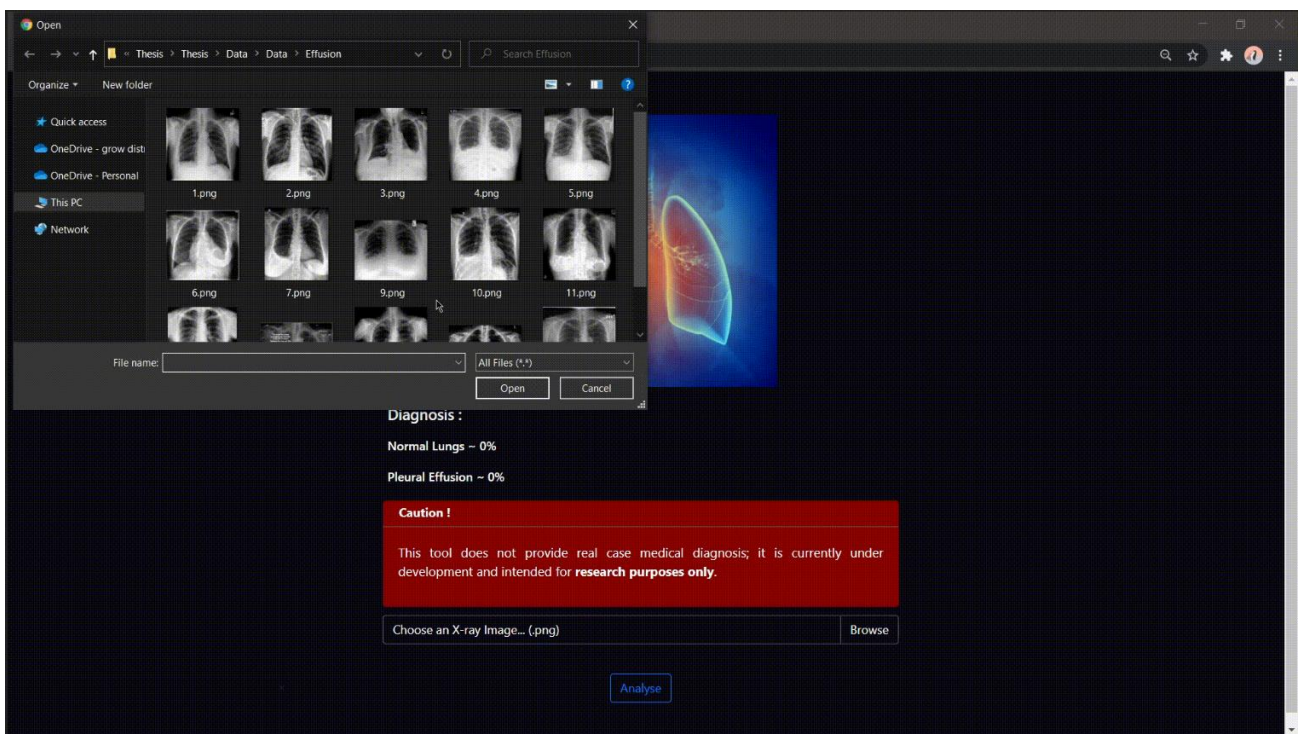 Open
« Thesis > Thesis > Data > Data > Effusion
Search Effusion
Organize
New folder
Quick access
OneDrive - grow dist
OneDrive - Personal
This PC
Network
1.png
2.png
3.png
4.png
5.png
6.png
7.png
9.png
10.png
11.png
File name:
All Files (*.*)
Open
Cancel
Diagnosis :
Normal Lungs ~ 0%
Pleural Effusion ~ 0%
Caution !
This tool does not provide real case medical diagnosis; it is currently under
development and intended for research purposes only.
Choose an X-ray Image... (.png)
Browse
Analyse